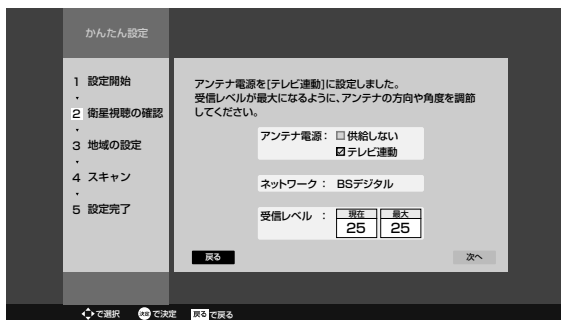 かんたん設定
1 設定開始
・
2 衛星視聴の確認
・
3 地域の設定
・
4 スキャン
・
5 設定完了
アンテナ電源を[テレビ連動]に設定しました。
受信レベルが最大になるように、アンテナの方向や角度を調節
してください。
アンテナ電源： □供給しない
☑テレビ連動
ネットワーク： BSデジタル
受信レベル ： 現在 最大
25 25
戻る 次へ
で選択 決定で決定 戻るで戻る